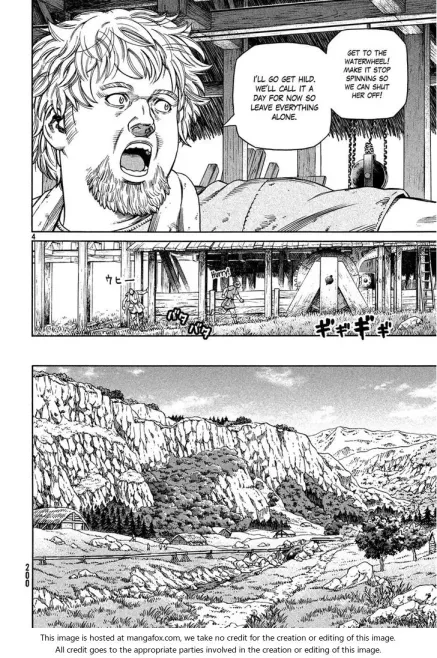 GET TO THE
WATERWHEEL!
MAKE IT STOP
SPINNING SO
WE CAN SHUT
HER OFF!
I'LL GO GET HILD.
WE'LL CALL IT A
DAY FOR NOW SO
LEAVE EVERYTHING
ALONE.
4
ウヒー
Hurry!
バタ
バタ
ギギギギ
200
This image is hosted at mangafox.com, we take no credit for the creation or editing of this image.
All credit goes to the appropriate parties involved in the creation or editing of this image.